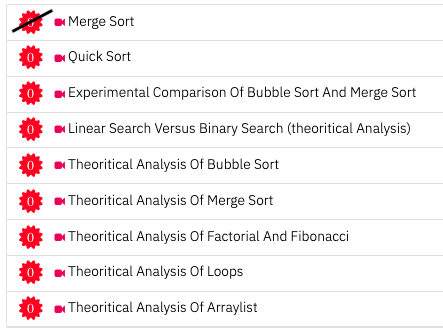 Merge Sort
0 Quick Sort
0 Experimental Comparison Of Bubble Sort And Merge Sort
0 Linear Search Versus Binary Search (theoritical Analysis)
0 Theoritical Analysis Of Bubble Sort
0 Theoritical Analysis Of Merge Sort
0 Theoritical Analysis Of Factorial And Fibonacci
0 Theoritical Analysis Of Loops
0 Theoritical Analysis Of Arraylist